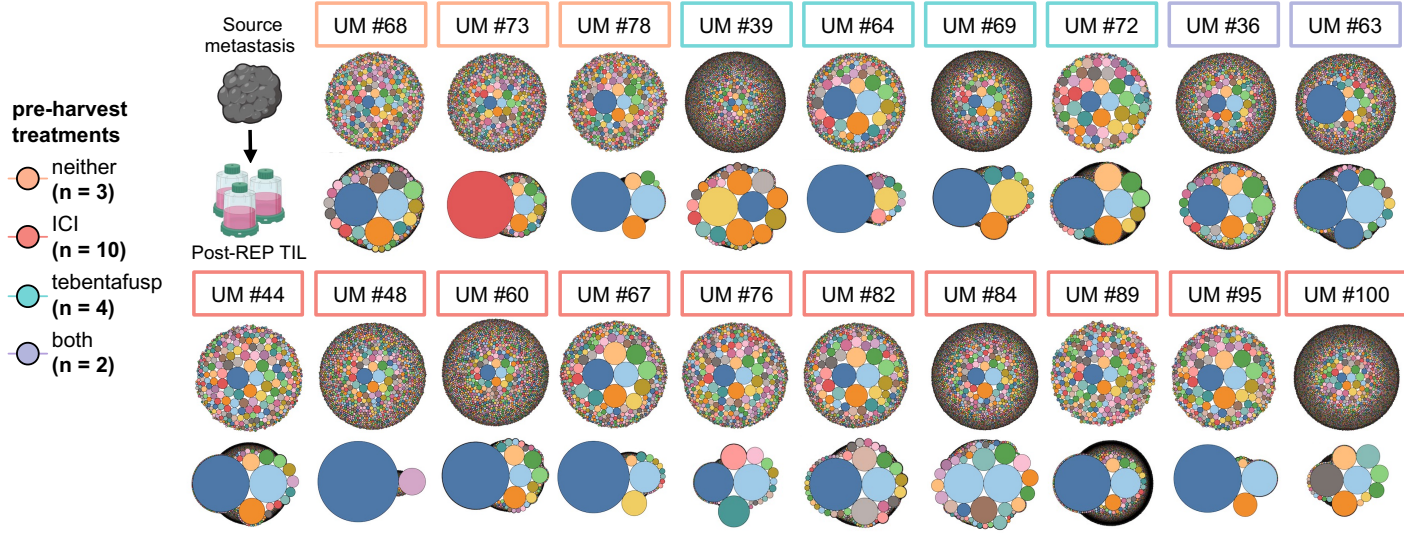 Source
metastasis
UM #68
UM #73
UM #78
UM #39
UM #64
UM #69
UM #72
UM #36
UM #63
pre-harvest
treatments
neither
(n = 3)
ICI
(n = 10)
tebentafusp
(n = 4)
both
(n = 2)
Post-REP TIL
UM #44
UM #48
UM #60
UM #67
UM #76
UM #82
UM #84
UM #89
UM #95
UM #100